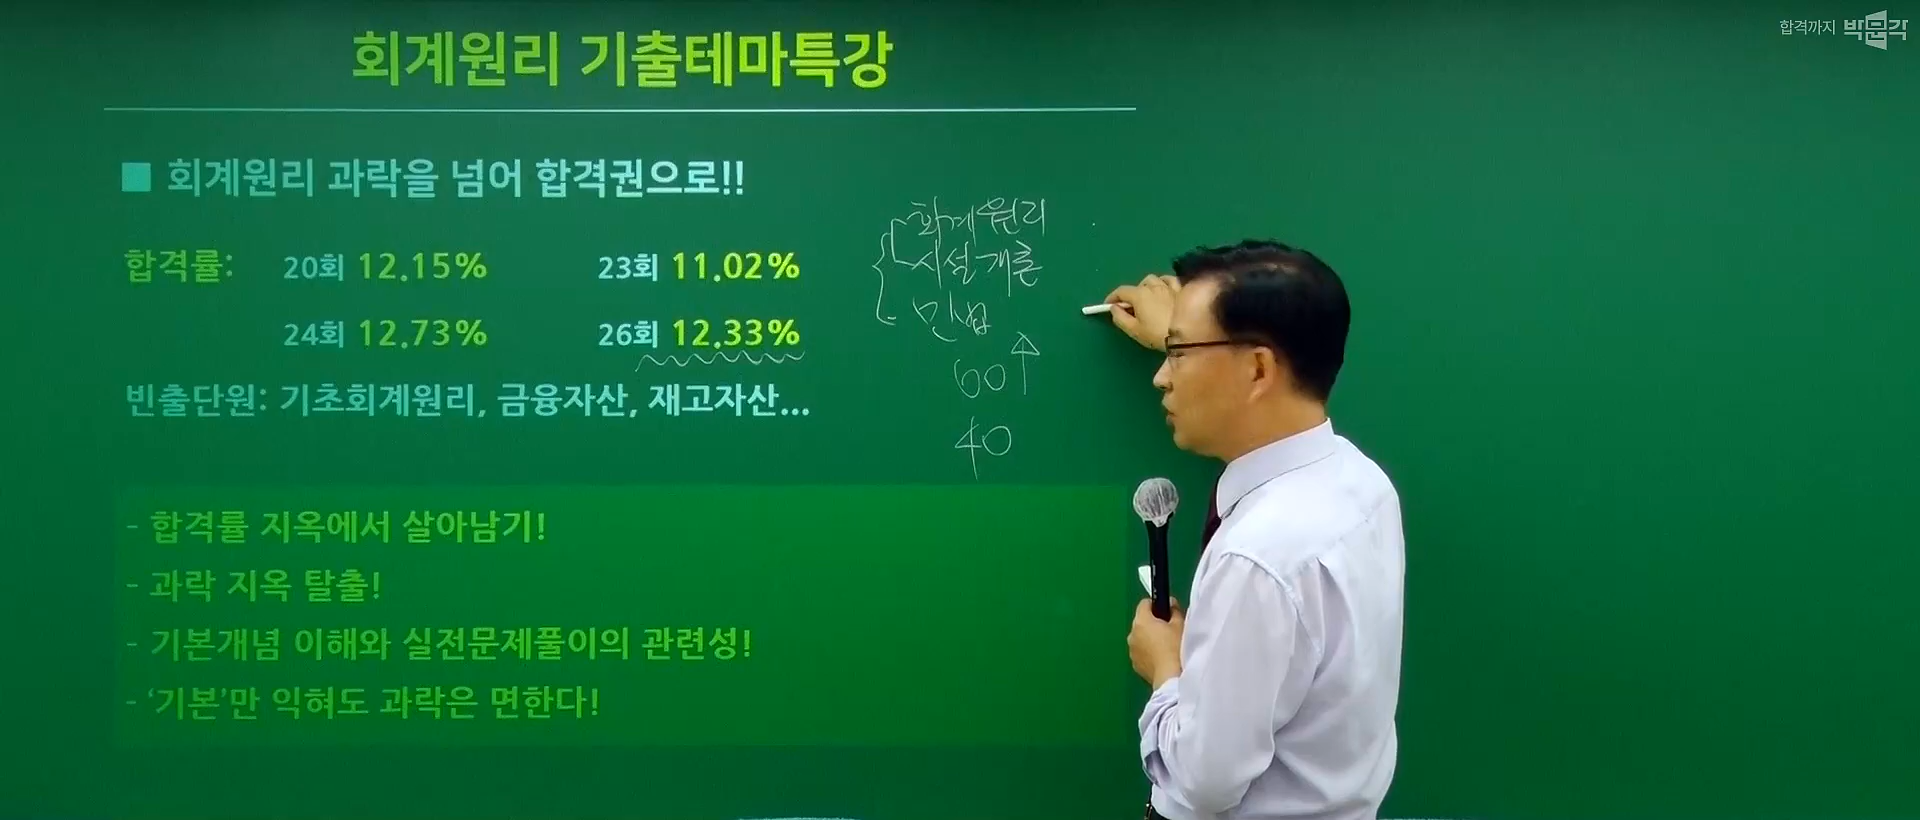 회계원리 기출테마특강
합격까지 박문각
■ 회계원리 과락을 넘어 합격권으로!!
합격률: 20회 12.15% 23회 11.02%
24회 12.73% 26회 12.33%
빈출단원: 기초회계원리, 금융자산, 재고자산...
회계원리
시설개론
민법
60↑
40
- 합격률 지옥에서 살아남기!
- 과락 지옥 탈출!
- 기본개념 이해와 실전문제풀이의 관련성!
- ‘기본’만 익혀도 과락은 면한다!